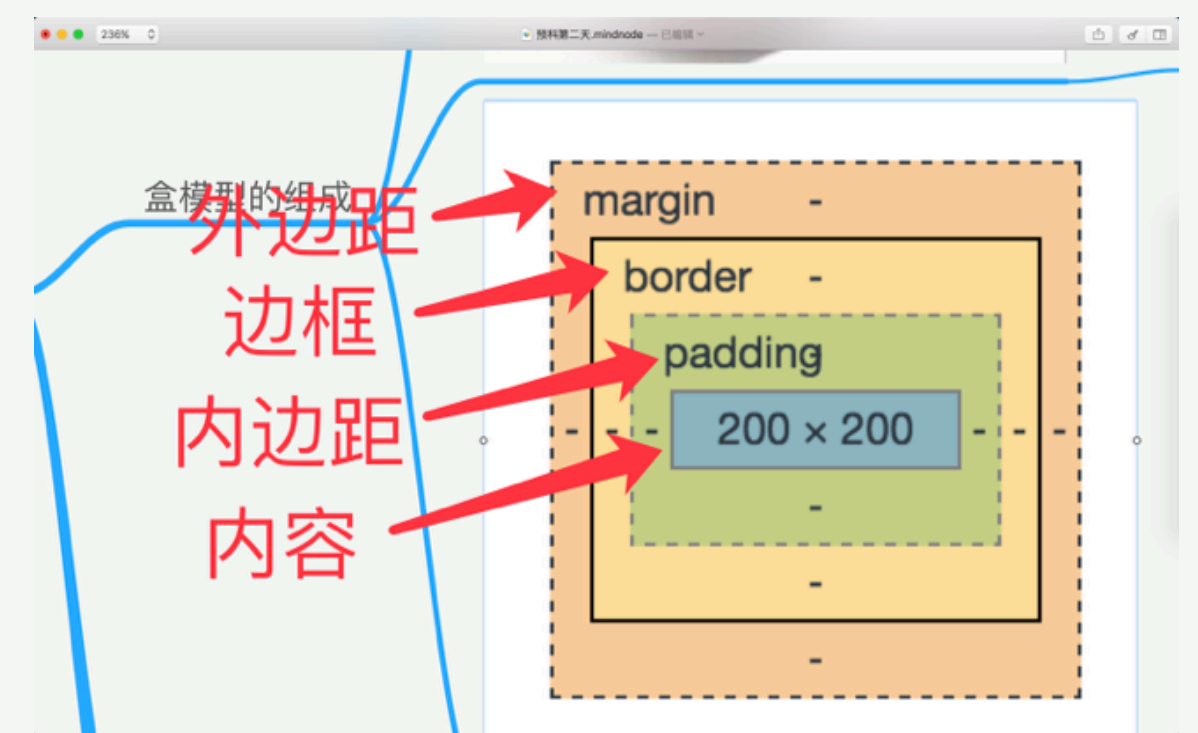 236%
预科第二天.mindnode — 已编辑
盒模型的组成
外边距
边框
内边距
内容
margin -
border -
padding -
- - - 200 × 200 - - -
-
-
-